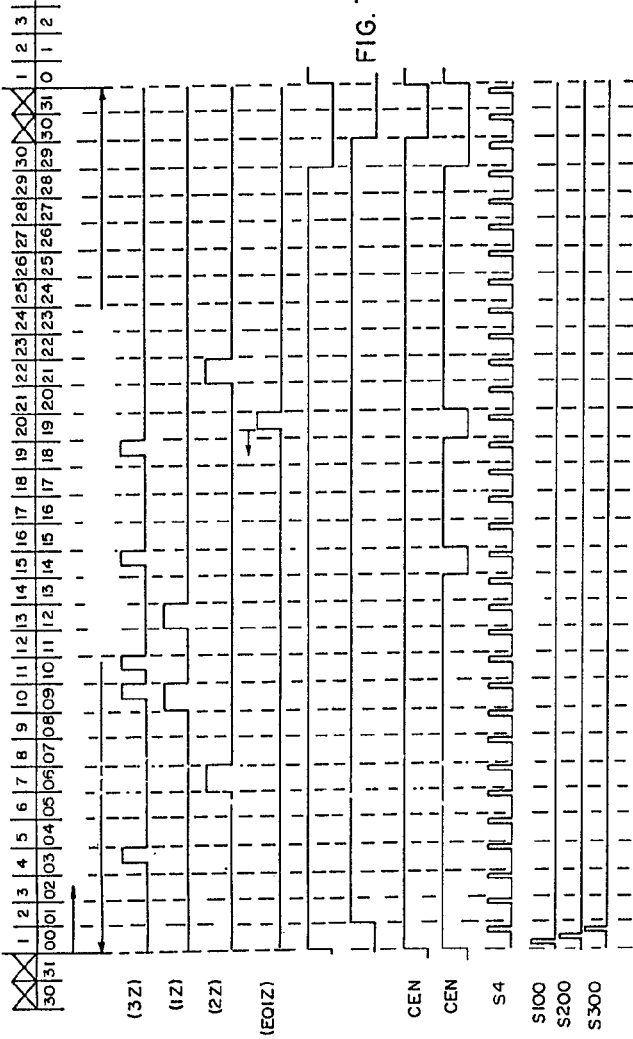 1 2 3 4 5 6 7 8 9 10 11 12 13 14 15 16 17 18 19 20 21 22 23 24 25 26 27 28 29 30 1 2 3
30 31 00 01 02 03 04 05 06 07 08 09 10 11 12 13 14 15 16 17 18 19 20 21 22 23 24 25 26 27 28 29 30 31 0 1 2
(3Z)
(1Z)
(2Z)
(EQ1Z)
FIG.
CEN
CEN
S4
S100
S200
S300